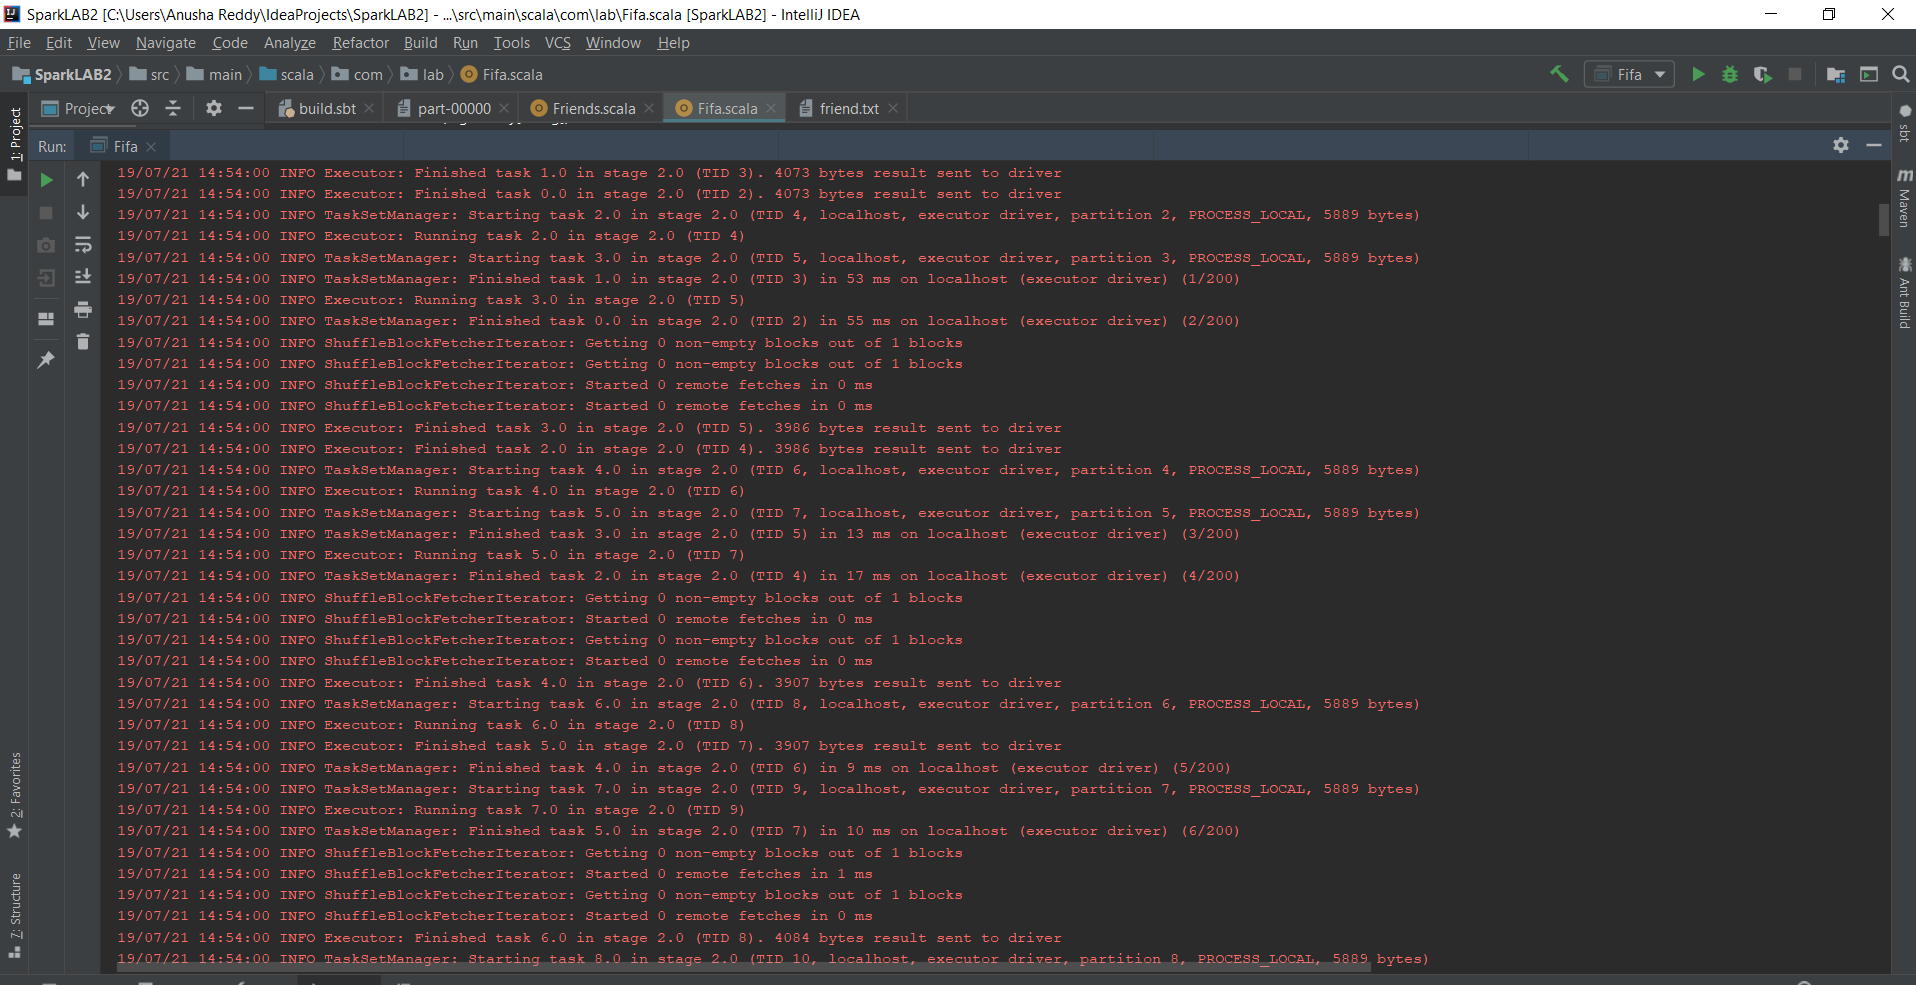 SparkLAB2 [C:\Users\Anusha Reddy\IdeaProjects\SparkLAB2] - ...\src\main\scala\com\lab\Fifa.scala [SparkLAB2] - IntelliJ IDEA
File Edit View Navigate Code Analyze Refactor Build Run Tools VCS Window Help
SparkLAB2 src main scala com lab Fifa.scala Fifa
Project build.sbt part-00000 Friends.scala Fifa.scala friend.txt
Run: Fifa
19/07/21 14:54:00 INFO Executor: Finished task 1.0 in stage 2.0 (TID 3). 4073 bytes result sent to driver
19/07/21 14:54:00 INFO Executor: Finished task 0.0 in stage 2.0 (TID 2). 4073 bytes result sent to driver
19/07/21 14:54:00 INFO TaskSetManager: Starting task 2.0 in stage 2.0 (TID 4, localhost, executor driver, partition 2, PROCESS_LOCAL, 5889 bytes)
19/07/21 14:54:00 INFO Executor: Running task 2.0 in stage 2.0 (TID 4)
19/07/21 14:54:00 INFO TaskSetManager: Starting task 3.0 in stage 2.0 (TID 5, localhost, executor driver, partition 3, PROCESS_LOCAL, 5889 bytes)
19/07/21 14:54:00 INFO TaskSetManager: Finished task 1.0 in stage 2.0 (TID 3) in 53 ms on localhost (executor driver) (1/200)
19/07/21 14:54:00 INFO Executor: Running task 3.0 in stage 2.0 (TID 5)
19/07/21 14:54:00 INFO TaskSetManager: Finished task 0.0 in stage 2.0 (TID 2) in 55 ms on localhost (executor driver) (2/200)
19/07/21 14:54:00 INFO ShuffleBlockFetcherIterator: Getting 0 non-empty blocks out of 1 blocks
19/07/21 14:54:00 INFO ShuffleBlockFetcherIterator: Getting 0 non-empty blocks out of 1 blocks
19/07/21 14:54:00 INFO ShuffleBlockFetcherIterator: Started 0 remote fetches in 0 ms
19/07/21 14:54:00 INFO ShuffleBlockFetcherIterator: Started 0 remote fetches in 0 ms
19/07/21 14:54:00 INFO Executor: Finished task 3.0 in stage 2.0 (TID 5). 3986 bytes result sent to driver
19/07/21 14:54:00 INFO Executor: Finished task 2.0 in stage 2.0 (TID 4). 3986 bytes result sent to driver
19/07/21 14:54:00 INFO TaskSetManager: Starting task 4.0 in stage 2.0 (TID 6, localhost, executor driver, partition 4, PROCESS_LOCAL, 5889 bytes)
19/07/21 14:54:00 INFO Executor: Running task 4.0 in stage 2.0 (TID 6)
19/07/21 14:54:00 INFO TaskSetManager: Starting task 5.0 in stage 2.0 (TID 7, localhost, executor driver, partition 5, PROCESS_LOCAL, 5889 bytes)
19/07/21 14:54:00 INFO TaskSetManager: Finished task 3.0 in stage 2.0 (TID 5) in 13 ms on localhost (executor driver) (3/200)
19/07/21 14:54:00 INFO Executor: Running task 5.0 in stage 2.0 (TID 7)
19/07/21 14:54:00 INFO TaskSetManager: Finished task 2.0 in stage 2.0 (TID 4) in 17 ms on localhost (executor driver) (4/200)
19/07/21 14:54:00 INFO ShuffleBlockFetcherIterator: Getting 0 non-empty blocks out of 1 blocks
19/07/21 14:54:00 INFO ShuffleBlockFetcherIterator: Started 0 remote fetches in 0 ms
19/07/21 14:54:00 INFO ShuffleBlockFetcherIterator: Getting 0 non-empty blocks out of 1 blocks
19/07/21 14:54:00 INFO ShuffleBlockFetcherIterator: Started 0 remote fetches in 0 ms
19/07/21 14:54:00 INFO Executor: Finished task 4.0 in stage 2.0 (TID 6). 3907 bytes result sent to driver
19/07/21 14:54:00 INFO TaskSetManager: Starting task 6.0 in stage 2.0 (TID 8, localhost, executor driver, partition 6, PROCESS_LOCAL, 5889 bytes)
19/07/21 14:54:00 INFO Executor: Running task 6.0 in stage 2.0 (TID 8)
19/07/21 14:54:00 INFO Executor: Finished task 5.0 in stage 2.0 (TID 7). 3907 bytes result sent to driver
19/07/21 14:54:00 INFO TaskSetManager: Finished task 4.0 in stage 2.0 (TID 6) in 9 ms on localhost (executor driver) (5/200)
19/07/21 14:54:00 INFO TaskSetManager: Starting task 7.0 in stage 2.0 (TID 9, localhost, executor driver, partition 7, PROCESS_LOCAL, 5889 bytes)
19/07/21 14:54:00 INFO Executor: Running task 7.0 in stage 2.0 (TID 9)
19/07/21 14:54:00 INFO TaskSetManager: Finished task 5.0 in stage 2.0 (TID 7) in 10 ms on localhost (executor driver) (6/200)
19/07/21 14:54:00 INFO ShuffleBlockFetcherIterator: Getting 0 non-empty blocks out of 1 blocks
19/07/21 14:54:00 INFO ShuffleBlockFetcherIterator: Started 0 remote fetches in 1 ms
19/07/21 14:54:00 INFO ShuffleBlockFetcherIterator: Getting 0 non-empty blocks out of 1 blocks
19/07/21 14:54:00 INFO ShuffleBlockFetcherIterator: Started 0 remote fetches in 0 ms
19/07/21 14:54:00 INFO Executor: Finished task 6.0 in stage 2.0 (TID 8). 4084 bytes result sent to driver
19/07/21 14:54:00 INFO TaskSetManager: Starting task 8.0 in stage 2.0 (TID 10, localhost, executor driver, partition 8, PROCESS_LOCAL, 5889 bytes)
1: Project
2: Favorites
7: Structure
sbt
Maven
Ant Build